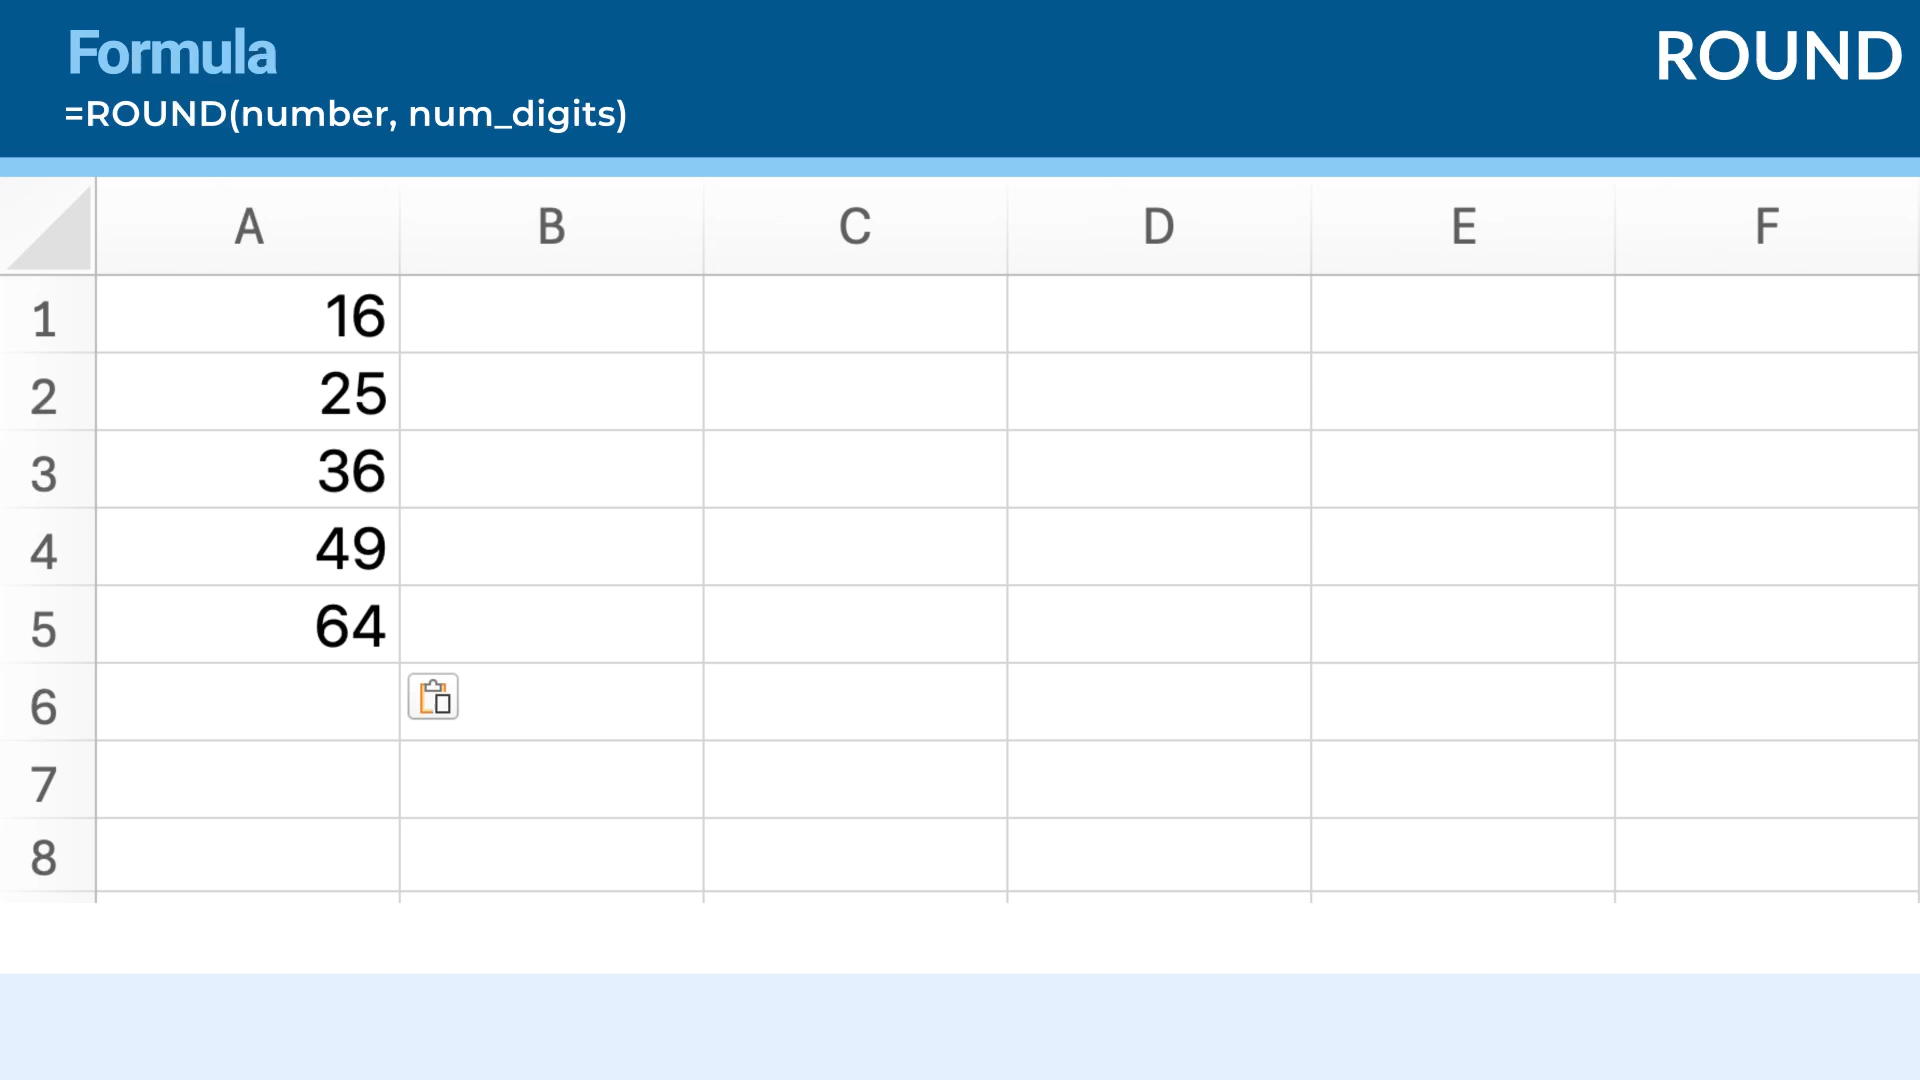 Formula
ROUND
=ROUND(number, num_digits)
A B C D E F
1 16
2 25
3 36
4 49
5 64
6
7
8